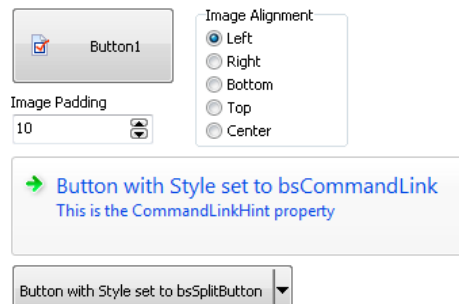 Image Alignment
Button1
Left
Right
Bottom
Top
Center
Image Padding
10
Button with Style set to bsCommandLink
This is the CommandLinkHint property
Button with Style set to bsSplitButton